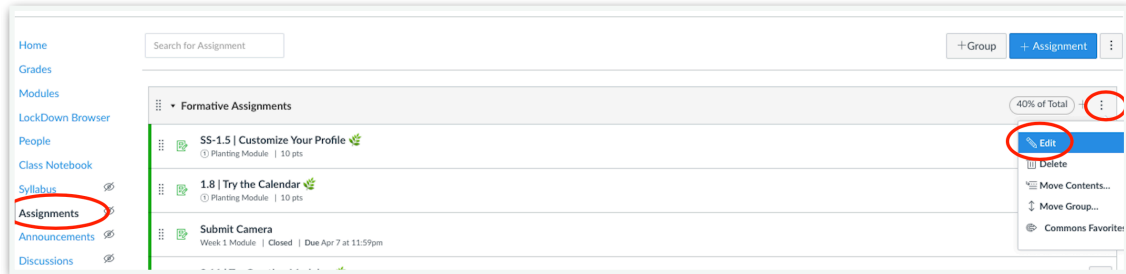 Home
Grades
Modules
LockDown Browser
People
Class Notebook
Syllabus
Assignments
Announcements
Discussions
Search for Assignment
+Group
+ Assignment
Formative Assignments
40% of Total +
Edit
Delete
Move Contents...
Move Group...
Commons Favorites
SS-1.5 | Customize Your Profile 🌿
① Planting Module | 10 pts
1.8 | Try the Calendar 🌿
① Planting Module | 10 pts
Submit Camera
Week 1 Module | Closed | Due Apr 7 at 11:59pm